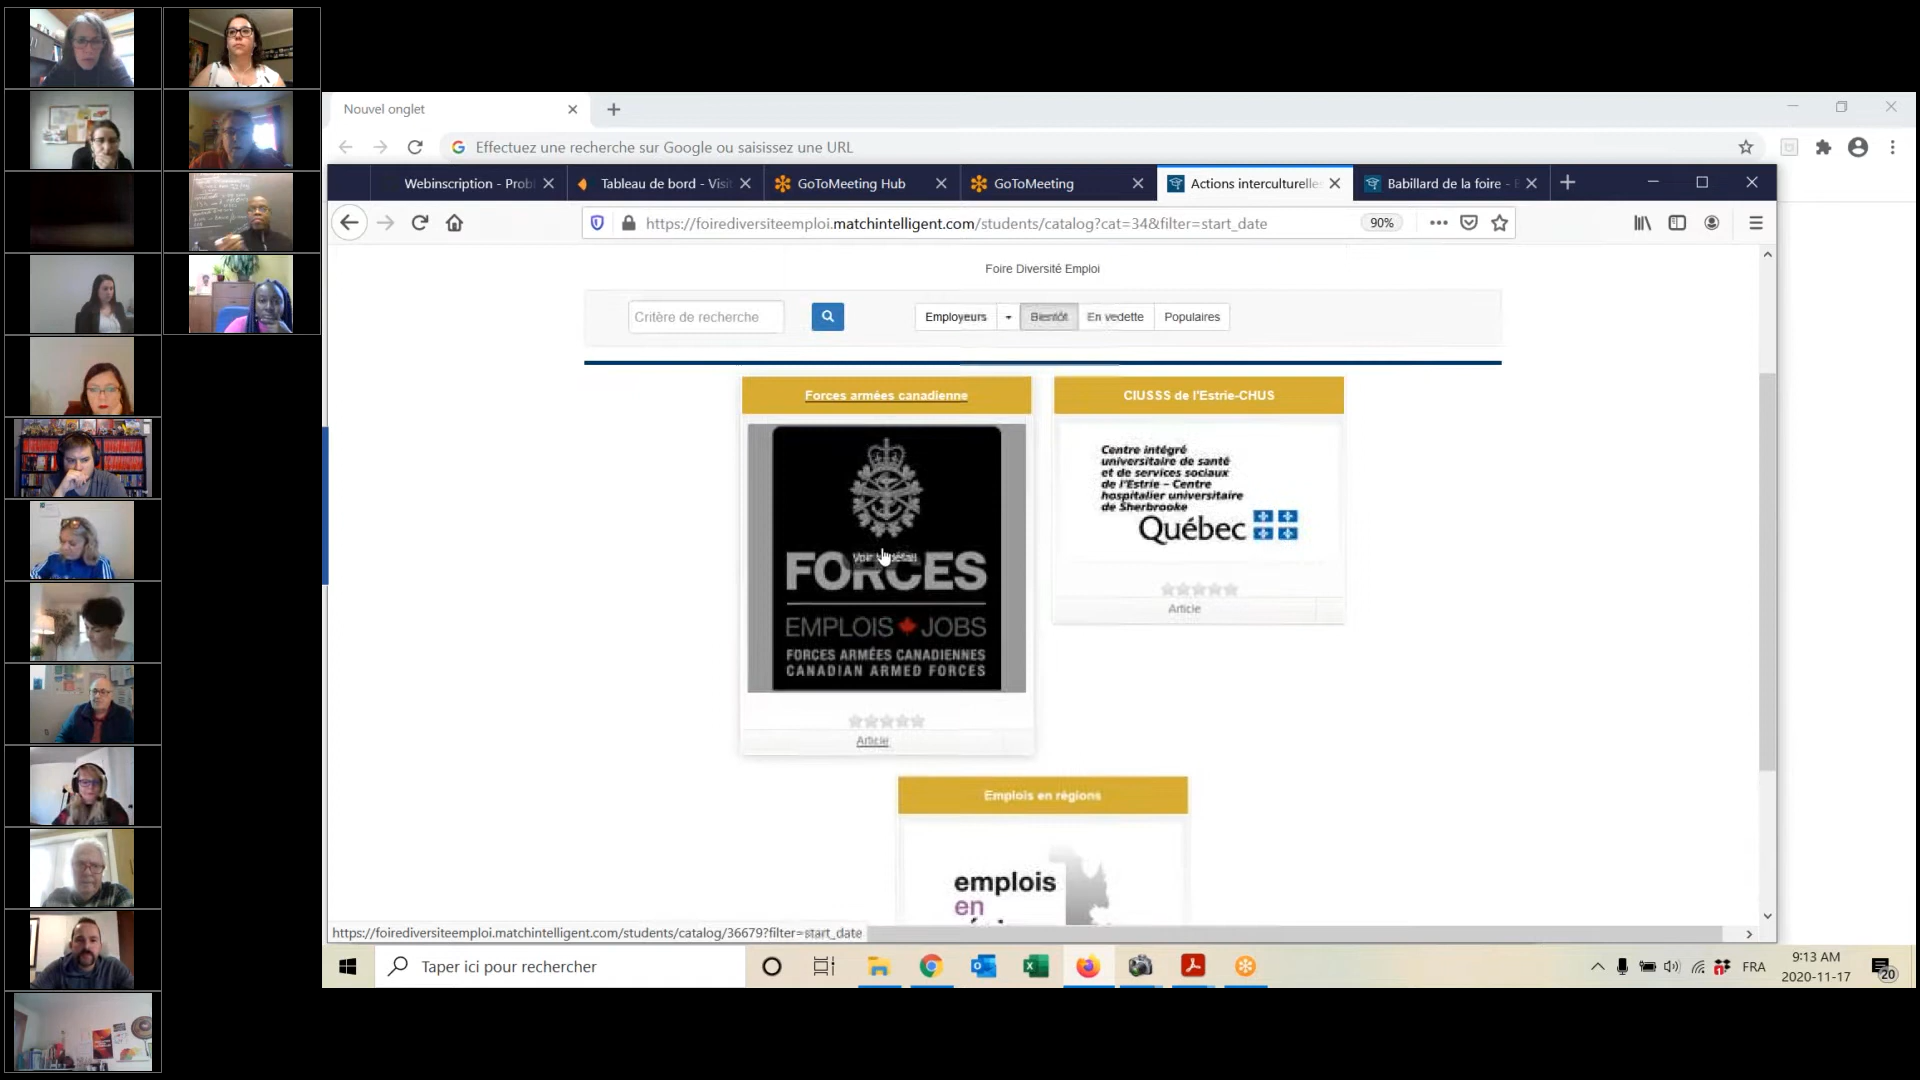 Nouvel onglet
Effectuez une recherche sur Google ou saisissez une URL
Webinscription - Prob
Tableau de bord - Visi
GoToMeeting Hub
GoToMeeting
Actions interculturelle
Babillard de la foire - E
https://foirediversiteemploi.matchintelligent.com/students/catalog?cat=34&filter=start_date
90%
Foire Diversité Emploi
Critère de recherche
Employeurs
Bientôt
En vedette
Populaires
Forces armées canadienne
FORCES
EMPLOIS JOBS
FORCES ARMÉES CANADIENNES
CANADIAN ARMED FORCES
Article
CIUSSS de l'Estrie-CHUS
Centre intégré
universitaire de santé
et de services sociaux
de l'Estrie – Centre
hospitalier universitaire
de Sherbrooke
Québec
Article
Emplois en régions
emplois
en
https://foirediversiteemploi.matchintelligent.com/students/catalog/36679?filter=start_date
Taper ici pour rechercher
FRA
9:13 AM
2020-11-17
20